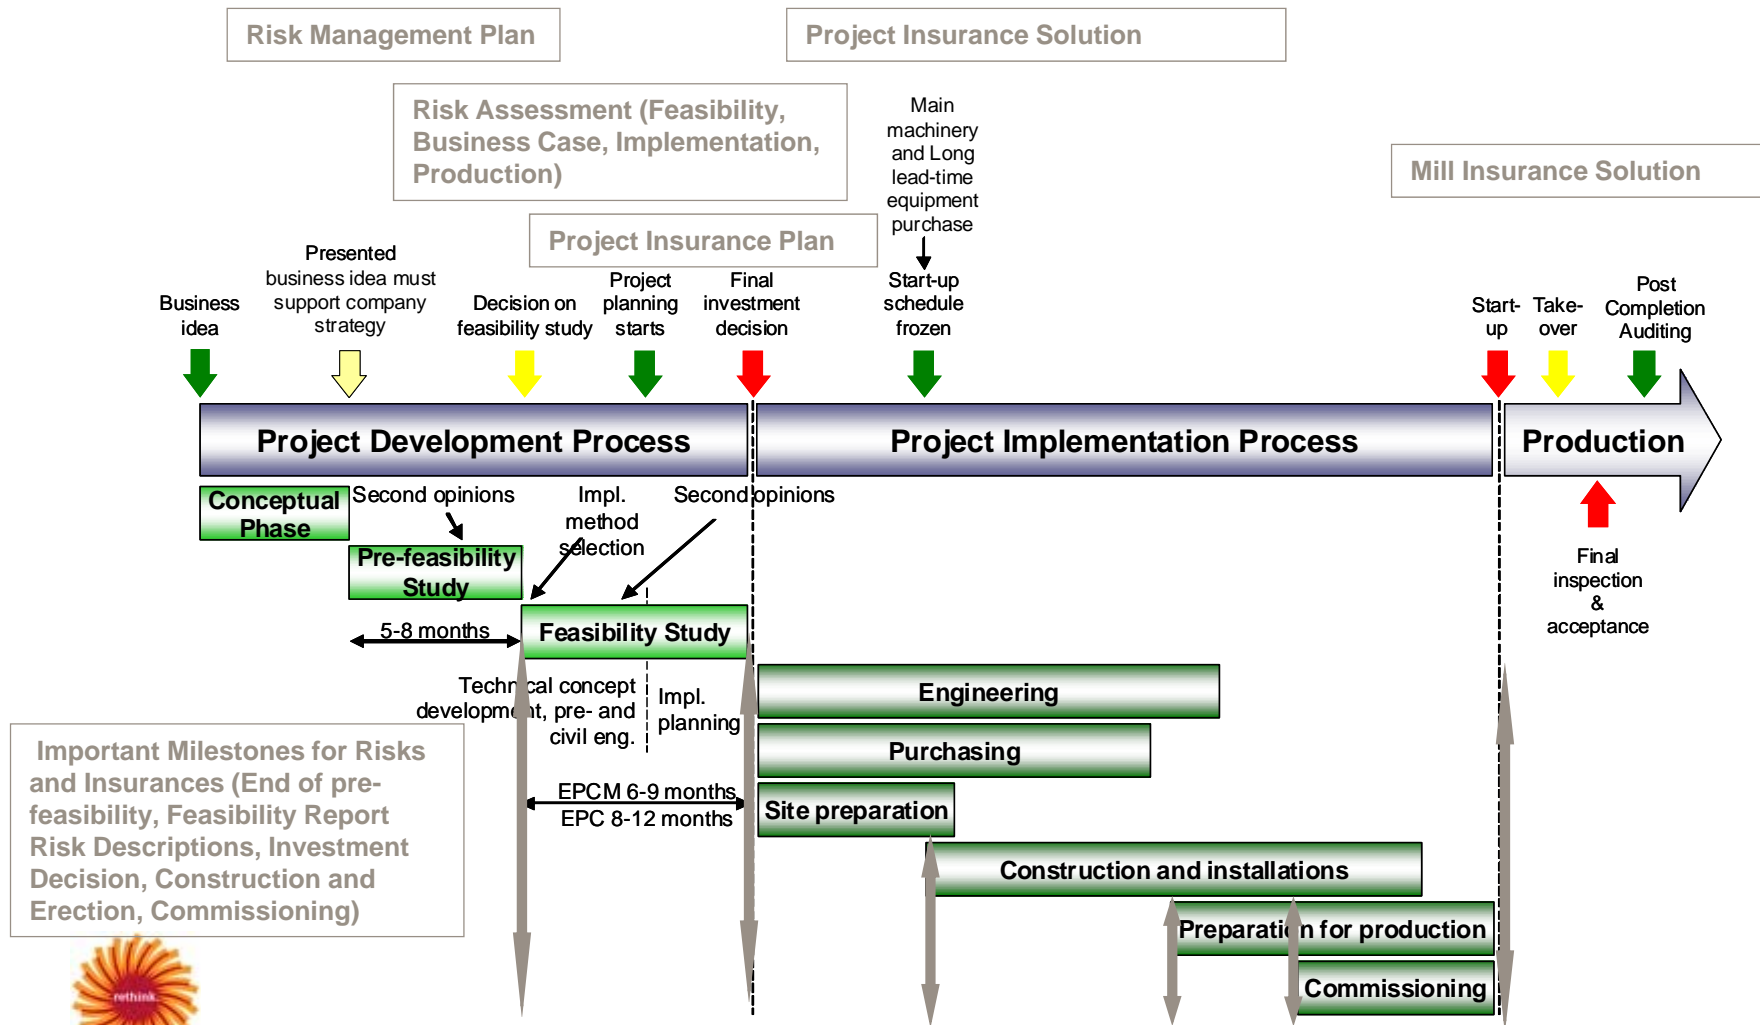 Risk Management Plan
Project Insurance Solution
Risk Assessment (Feasibility,
Business Case, Implementation,
Production)
Main
machinery
and Long
lead-time
equipment
purchase
Mill Insurance Solution
Project Insurance Plan
Business
idea
Presented
business idea must
support company
strategy
Decision on
feasibility study
Project
planning
starts
Final
investment
decision
Start-up
schedule
frozen
Start-
up
Take-
over
Post
Completion
Auditing
Project Development Process
Project Implementation Process
Production
Conceptual
Phase
Second opinions
Impl.
method
selection
Second opinions
Pre-feasibility
Study
Final
inspection
&
acceptance
5-8 months
Feasibility Study
Technical concept
development, pre- and
civil eng.
Impl.
planning
Engineering
Purchasing
EPCM 6-9 months
EPC 8-12 months
Site preparation
Construction and installations
Preparation for production
Commissioning
Important Milestones for Risks
and Insurances (End of pre-
feasibility, Feasibility Report
Risk Descriptions, Investment
Decision, Construction and
Erection, Commissioning)
rethink